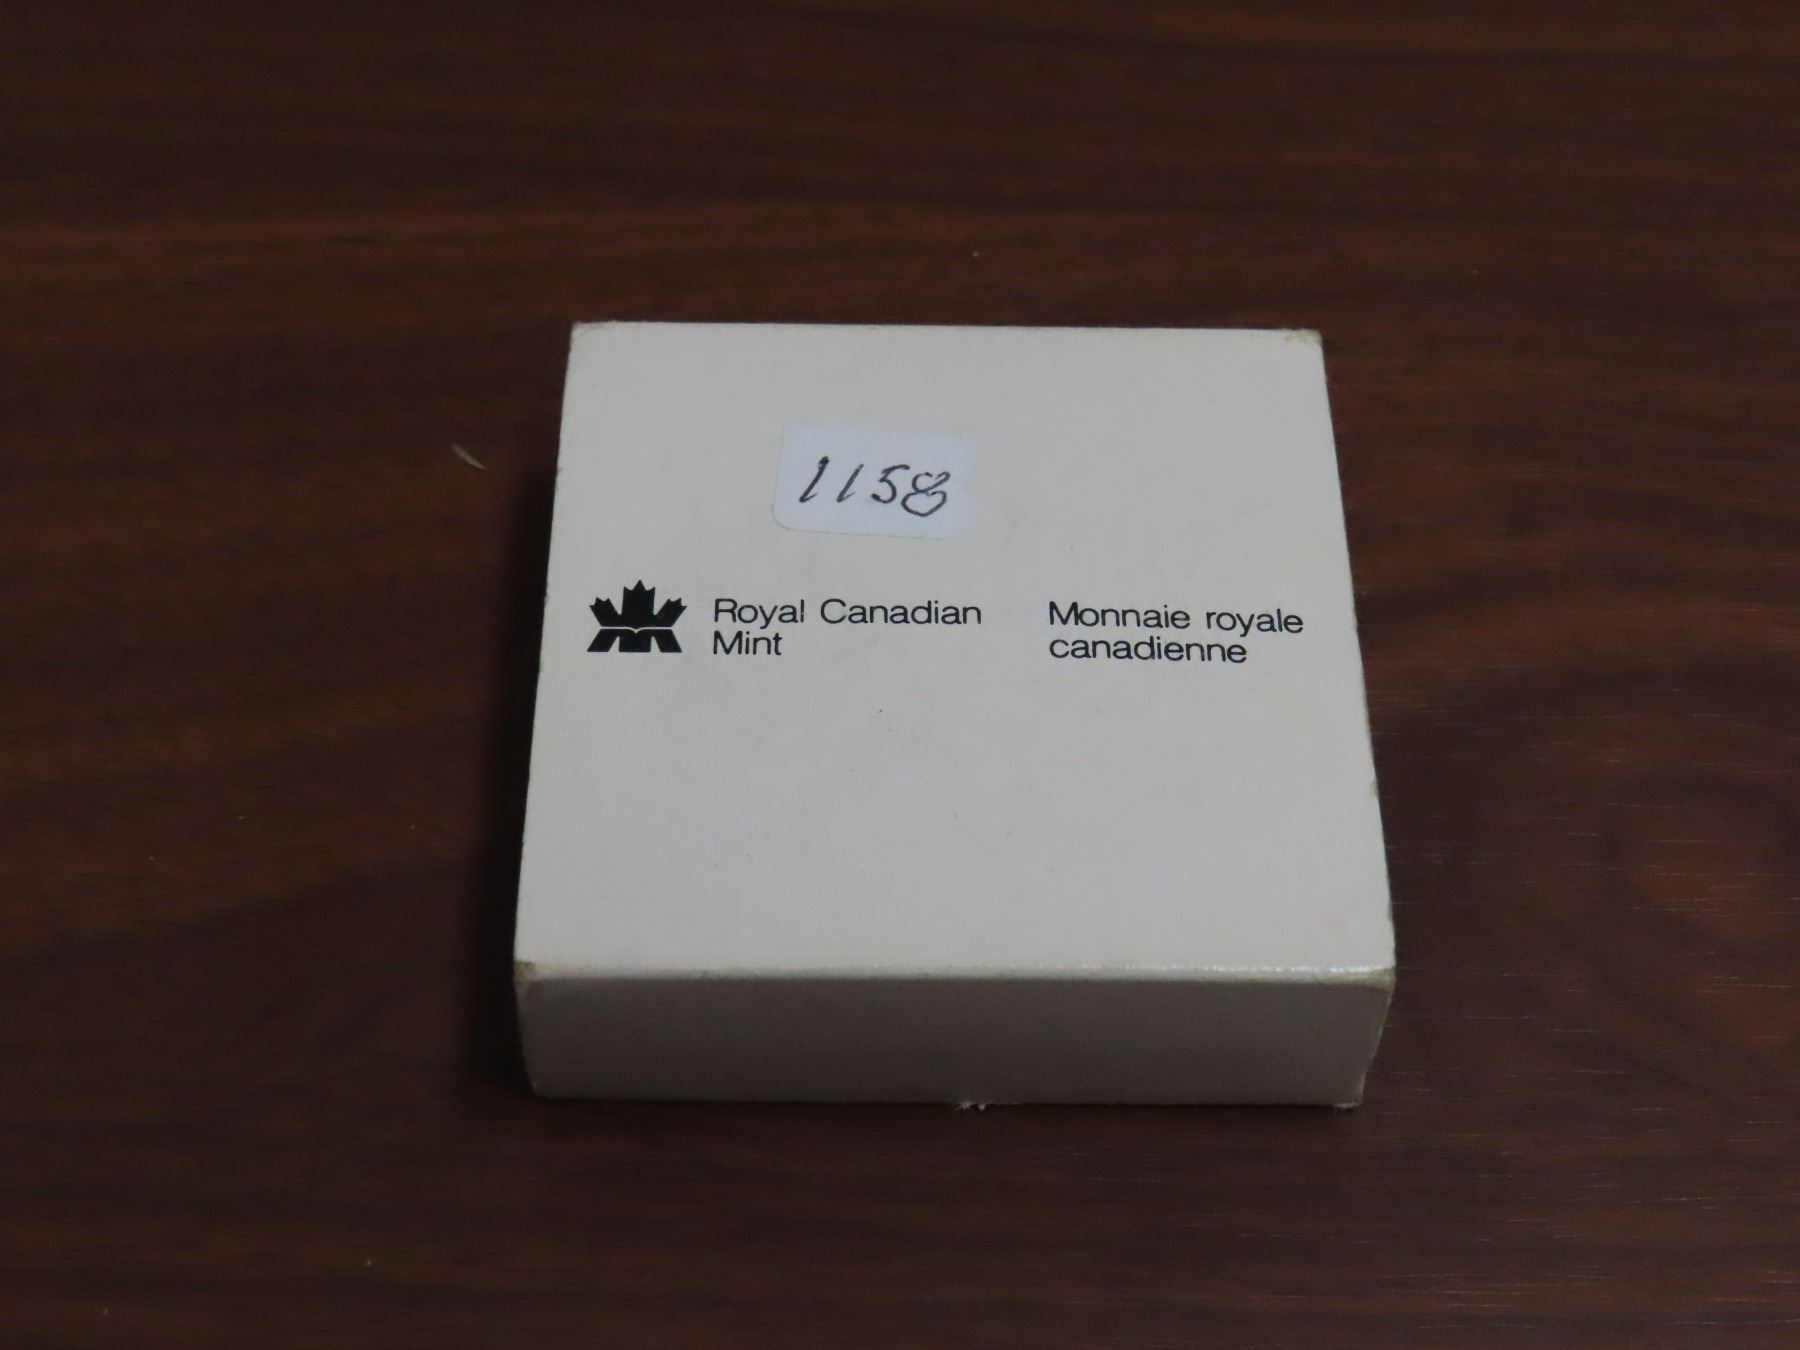 1158
Royal Canadian
Mint
Monnaie royale
canadienne